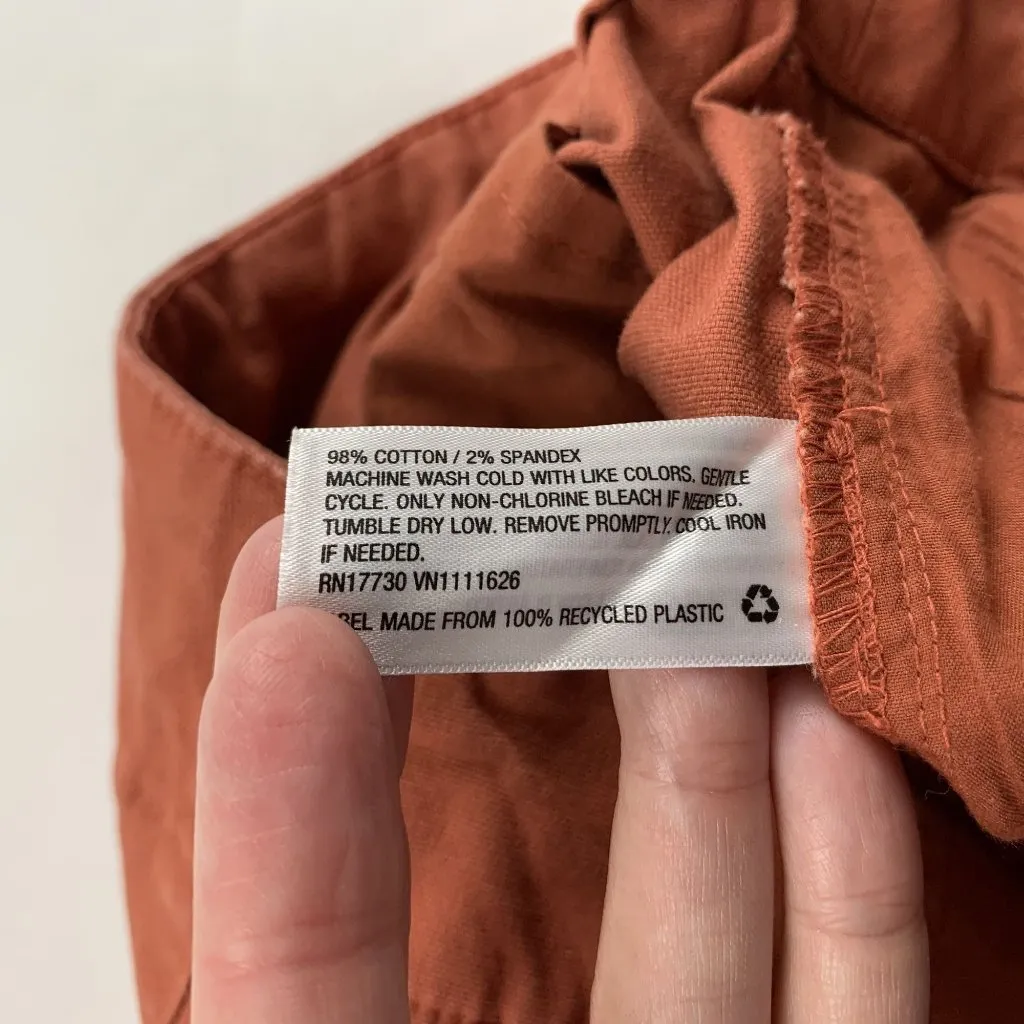 98% COTTON / 2% SPANDEX
MACHINE WASH COLD WITH LIKE COLORS. GENTLE
CYCLE. ONLY NON-CHLORINE BLEACH IF NEEDED.
TUMBLE DRY LOW. REMOVE PROMPTLY. COOL IRON
IF NEEDED.
RN17730 VN1111626
MADE FROM 100% RECYCLED PLASTIC